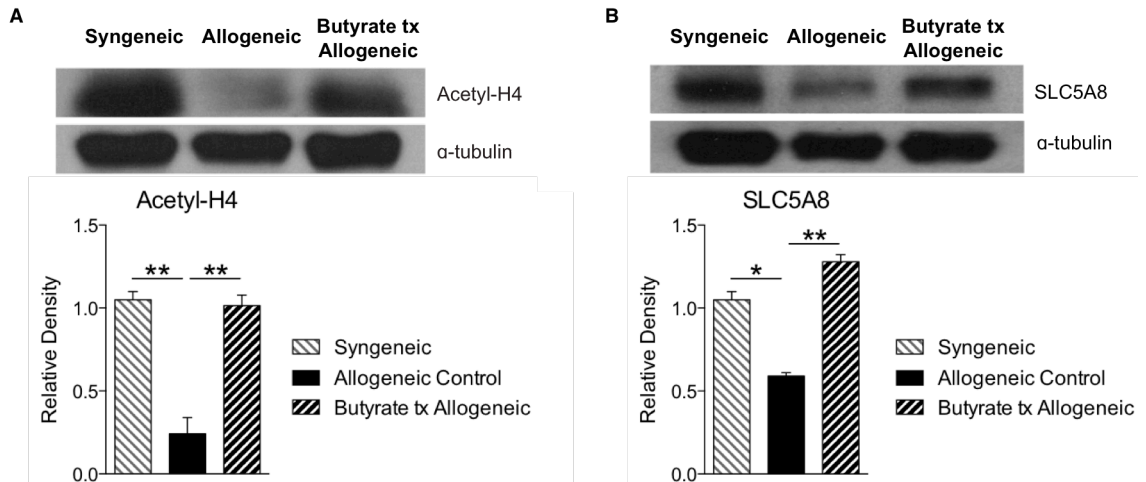 A
Syngeneic Allogeneic Butyrate tx Allogeneic
Acetyl-H4
α-tubulin
Acetyl-H4
1.5
1.0
0.5
0.0
Relative Density
** **
Syngeneic
Allogeneic Control
Butyrate tx Allogeneic
B
Syngeneic Allogeneic Butyrate tx Allogeneic
SLC5A8
α-tubulin
SLC5A8
1.5
1.0
0.5
0.0
Relative Density
* **
Syngeneic
Allogeneic Control
Butyrate tx Allogeneic